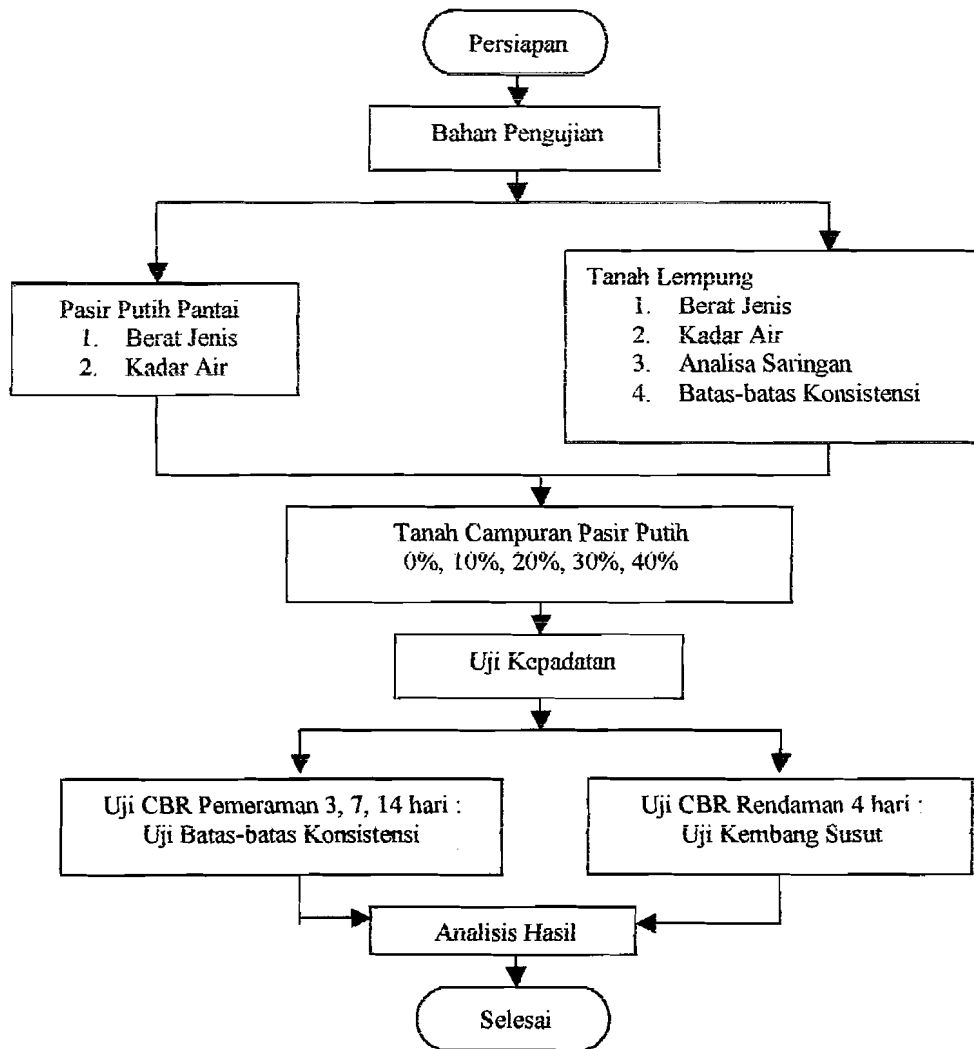 Persiapan
Bahan Pengujian
Pasir Putih Pantai
1. Berat Jenis
2. Kadar Air
Tanah Lempung
1. Berat Jenis
2. Kadar Air
3. Analisa Saringan
4. Batas-batas Konsistensi
Tanah Campuran Pasir Putih
0%, 10%, 20%, 30%, 40%
Uji Kepadatan
Uji CBR Pemeraman 3, 7, 14 hari :
Uji Batas-batas Konsistensi
Uji CBR Rendaman 4 hari :
Uji Kembang Susut
Analisis Hasil
Selesai